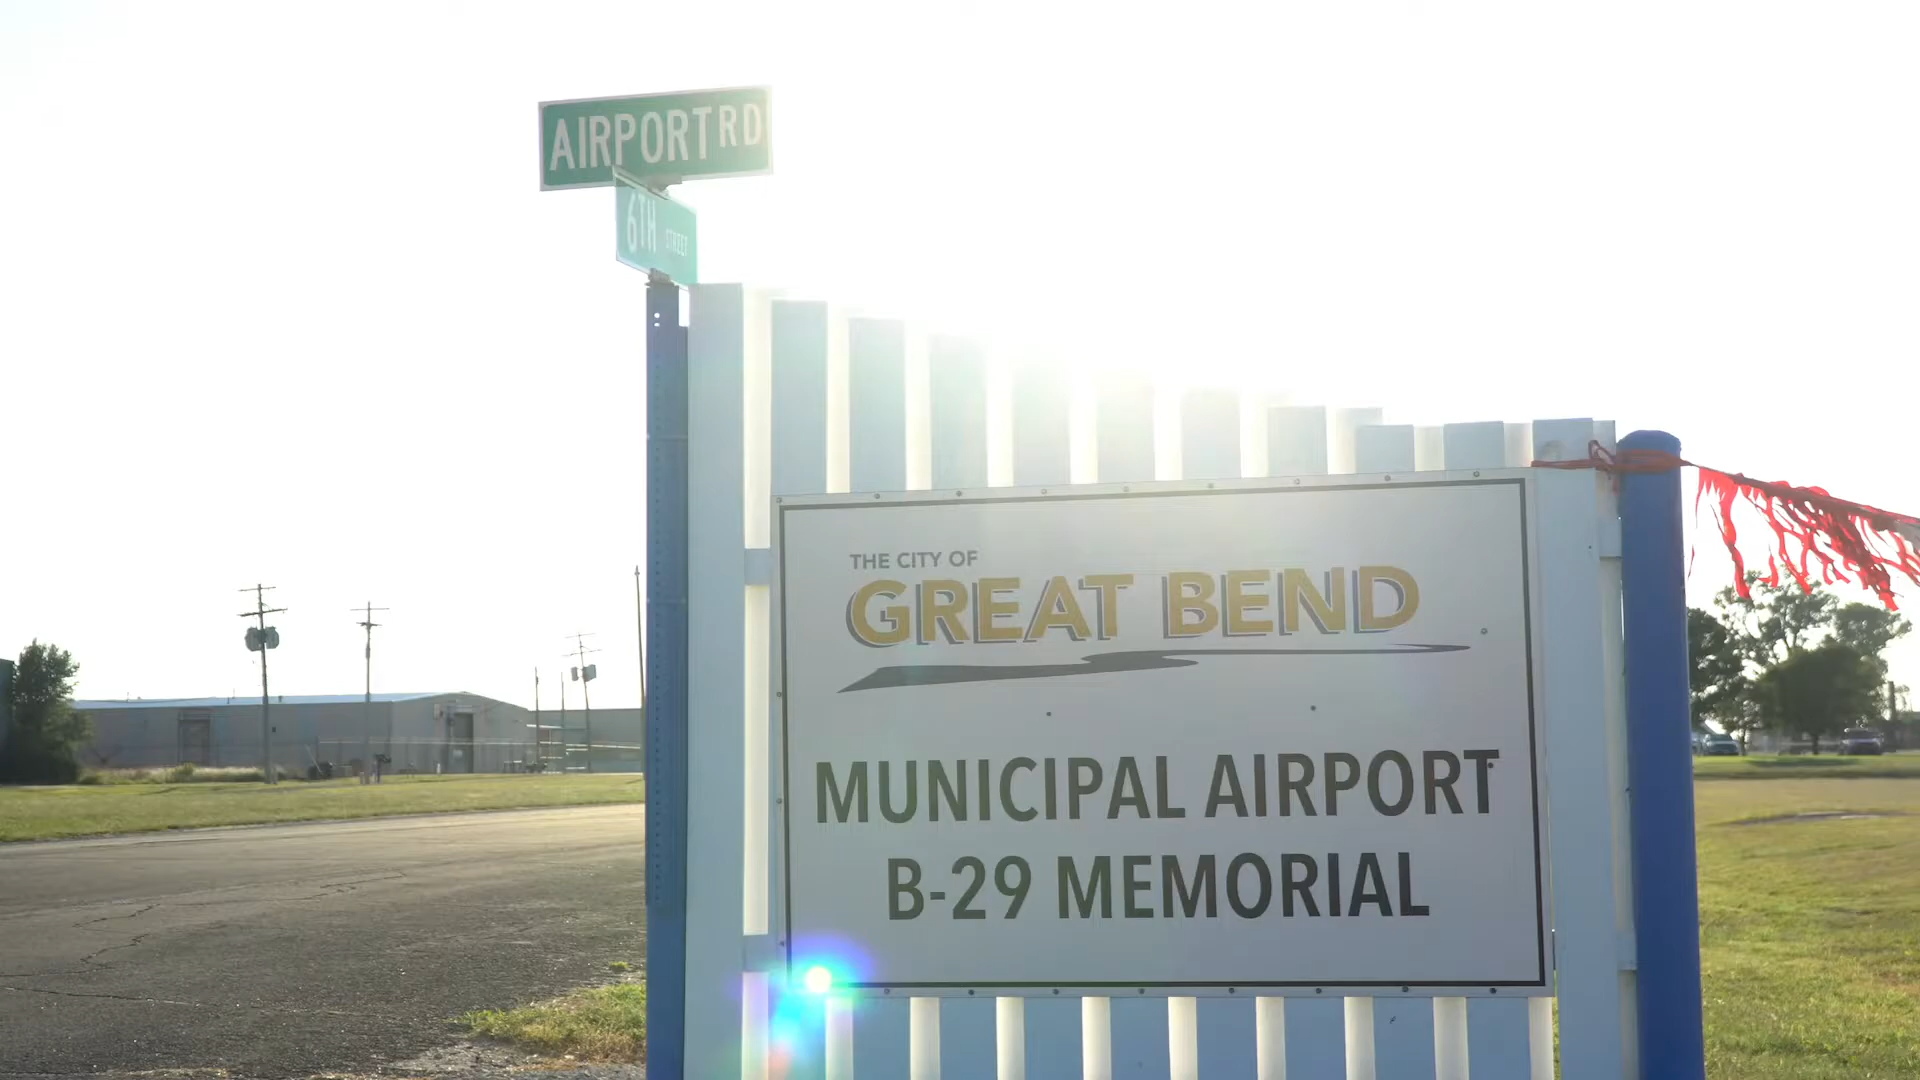 AIRPORT RD
6TH STREET
THE CITY OF
GREAT BEND
MUNICIPAL AIRPORT
B-29 MEMORIAL